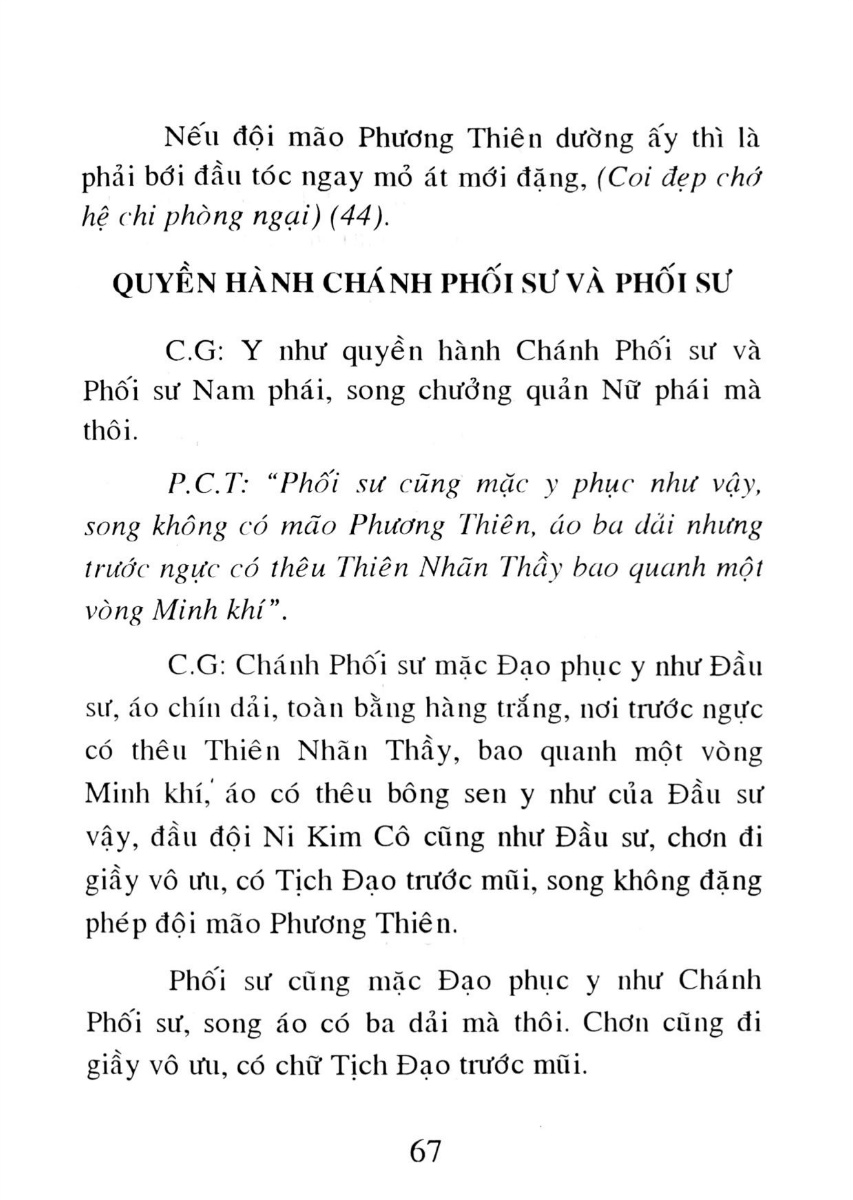 Nếu đội mão Phương Thiên dường ấy thì là
phải bới đầu tóc ngay mỏ át mới đặng, (Coi đẹp chớ
hệ chi phòng ngại) (44).
QUYỀN HÀNH CHÁNH PHỐI SƯ VÀ PHỐI SƯ
C.G: Y như quyền hành Chánh Phối sư và
Phối sư Nam phái, song chưởng quản Nữ phái mà
thôi.
P.C.T: “Phối sư cũng mặc y phục như vậy,
song không có mão Phương Thiên, áo ba dải nhưng
trước ngực có thêu Thiên Nhãn Thầy bao quanh một
vòng Minh khí”.
C.G: Chánh Phối sư mặc Đạo phục y như Đầu
sư, áo chín dải, toàn bằng hàng trắng, nơi trước ngực
có thêu Thiên Nhãn Thầy, bao quanh một vòng
Minh khí, áo có thêu bông sen y như của Đầu sư
vậy, đầu đội Ni Kim Cô cũng như Đầu sư, chơn đi
giầy vô ưu, có Tịch Đạo trước mũi, song không đặng
phép đội mão Phương Thiên.
Phối sư cũng mặc Đạo phục y như Chánh
Phối sư, song áo có ba dải mà thôi. Chơn cũng đi
giầy vô ưu, có chữ Tịch Đạo trước mũi.
67